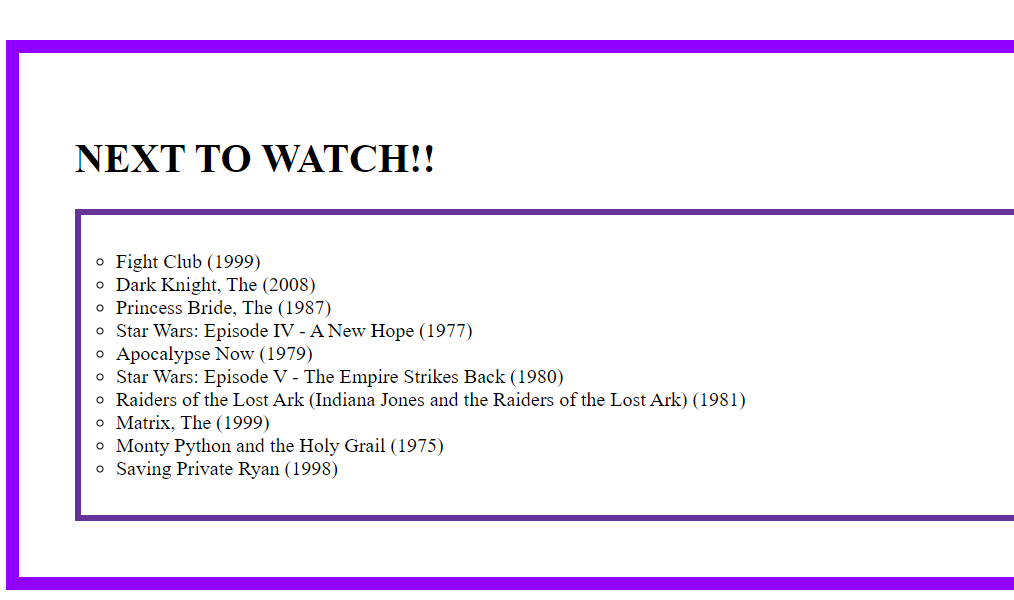 NEXT TO WATCH!!
Fight Club (1999)
Dark Knight, The (2008)
Princess Bride, The (1987)
Star Wars: Episode IV - A New Hope (1977)
Apocalypse Now (1979)
Star Wars: Episode V - The Empire Strikes Back (1980)
Raiders of the Lost Ark (Indiana Jones and the Raiders of the Lost Ark) (1981)
Matrix, The (1999)
Monty Python and the Holy Grail (1975)
Saving Private Ryan (1998)